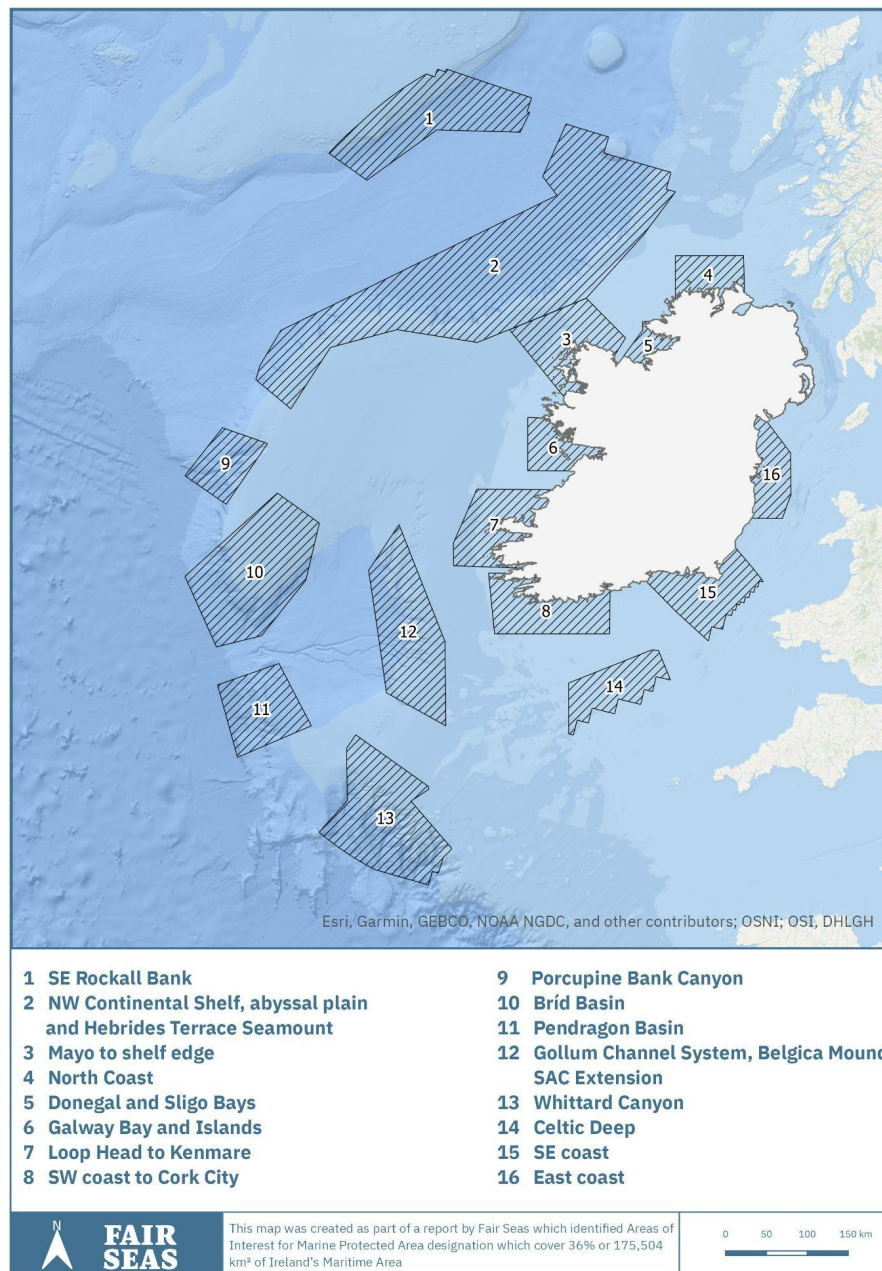 1
2
4
3
5
6
9
16
7
10
15
8
12
14
11
13
Esri, Garmin, GEBCO, NOAA NGDC, and other contributors; OSNI; OSI, DHLGH
1 SE Rockall Bank
2 NW Continental Shelf, abyssal plain
and Hebrides Terrace Seamount
3 Mayo to shelf edge
4 North Coast
5 Donegal and Sligo Bays
6 Galway Bay and Islands
7 Loop Head to Kenmare
8 SW coast to Cork City
9 Porcupine Bank Canyon
10 Bríd Basin
11 Pendragon Basin
12 Gollum Channel System, Belgica Mound
SAC Extension
13 Whittard Canyon
14 Celtic Deep
15 SE coast
16 East coast
N
FAIR
SEAS
This map was created as part of a report by Fair Seas which identified Areas of
Interest for Marine Protected Area designation which cover 36% or 175,504
km² of Ireland's Maritime Area
0 50 100 150 km